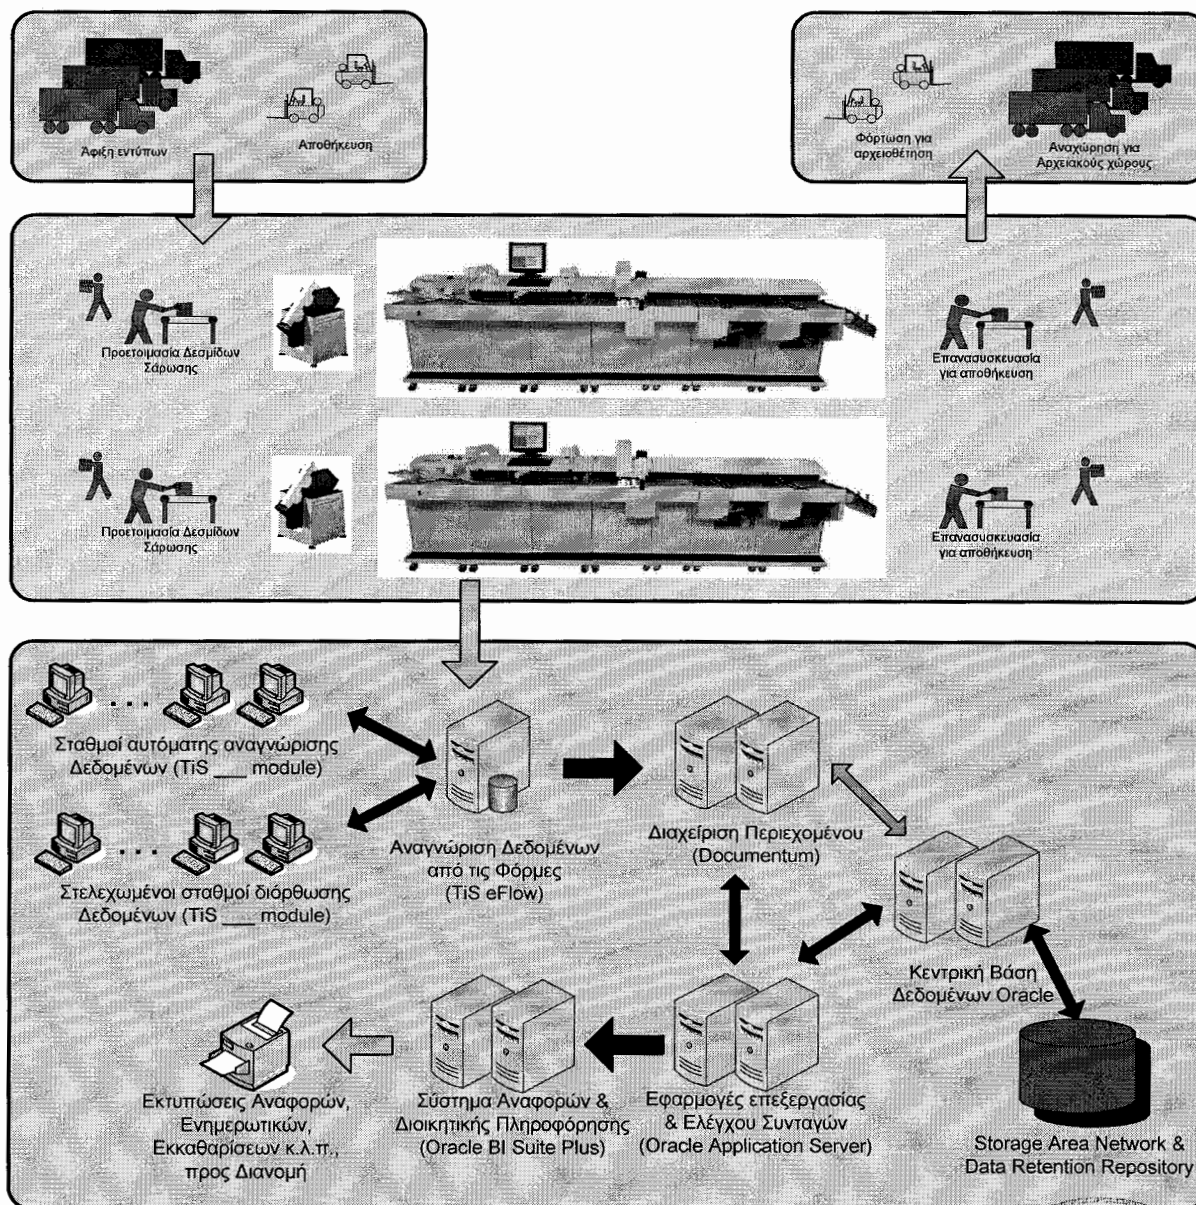 Άφιξη εντύπων
Αποθήκευση
Φόρτωση για
αρχειοθέτηση
Αναχώρηση για
Αρχειακούς χώρους
Προετοιμασία Δεσμίδων
Σάρωσης
Επανασυσκευασία
για αποθήκευση
Προετοιμασία Δεσμίδων
Σάρωσης
Επανασυσκευασία
για αποθήκευση
Σταθμοί αυτόματης αναγνώρισης
Δεδομένων (TiS ___ module)
Στελεχωμένοι σταθμοί διόρθωσης
Δεδομένων (TiS ___ module)
Αναγνώριση Δεδομένων
από τις Φόρμες
(TiS eFlow)
Διαχείριση Περιεχομένου
(Documentum)
Κεντρική Βάση
Δεδομένων Oracle
Εκτυπώσεις Αναφορών,
Ενημερωτικών,
Εκκαθαρίσεων κ.λ.π.,
προς Διανομή
Σύστημα Αναφορών &
Διοικητικής Πληροφόρησης
(Oracle BI Suite Plus)
Εφαρμογές επεξεργασίας
& Ελέγχου Συνταγών
(Oracle Application Server)
Storage Area Network &
Data Retention Repository